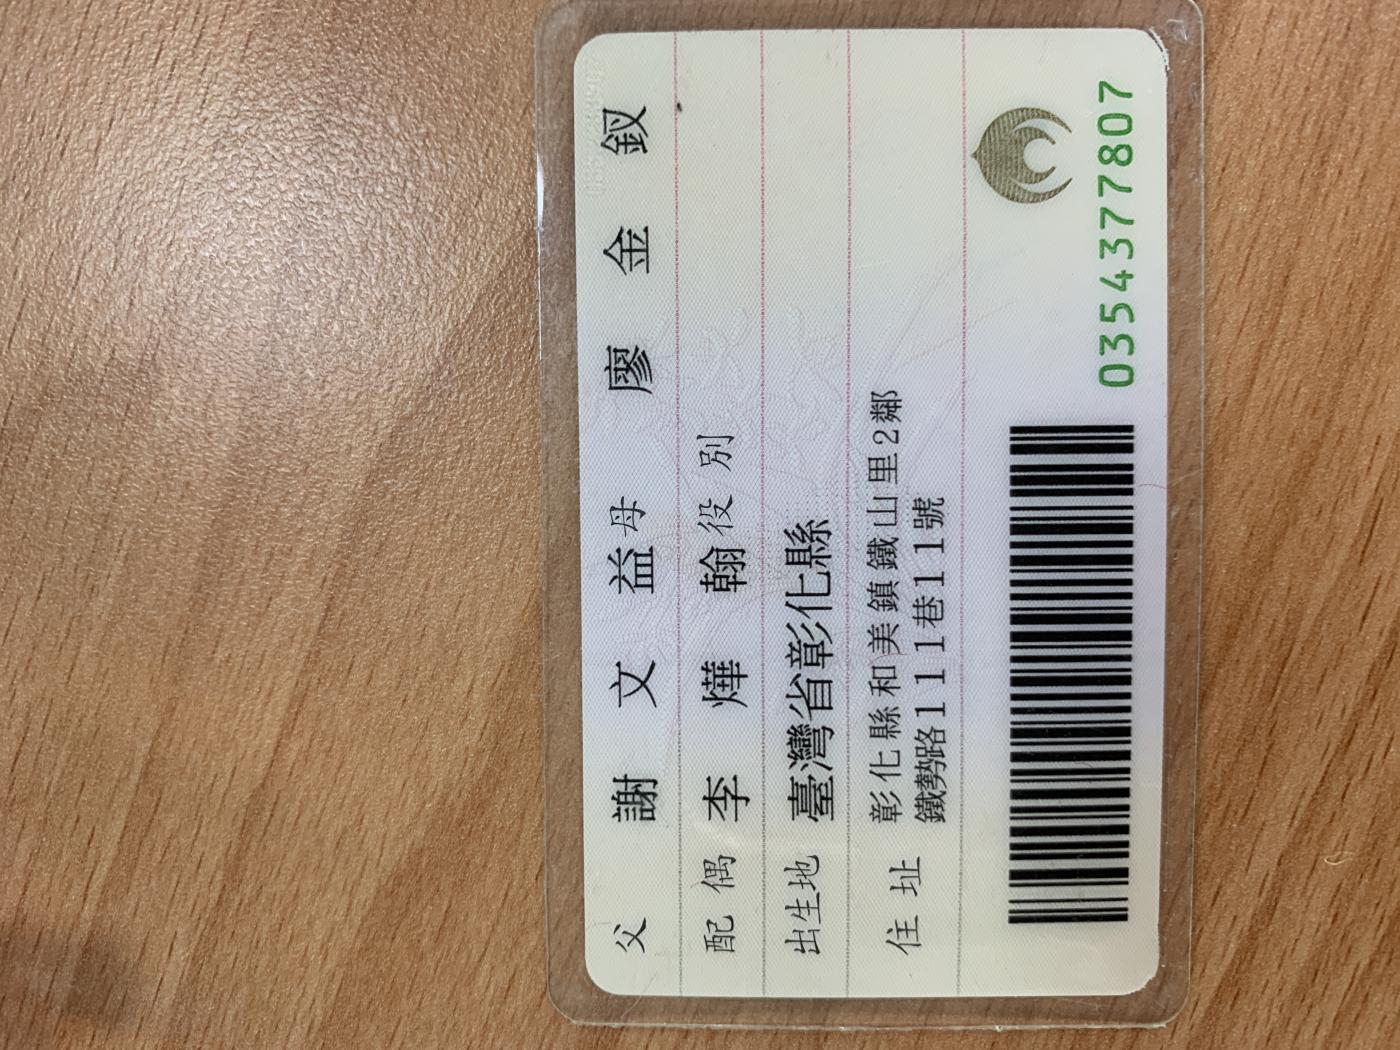 父 謝文益 母 廖金釵
配偶 李燁翰 役別
出生地 臺灣省彰化縣
住址 彰化縣和美鎮鐵山里2鄰
鐵勢路1111巷11號
0354377807